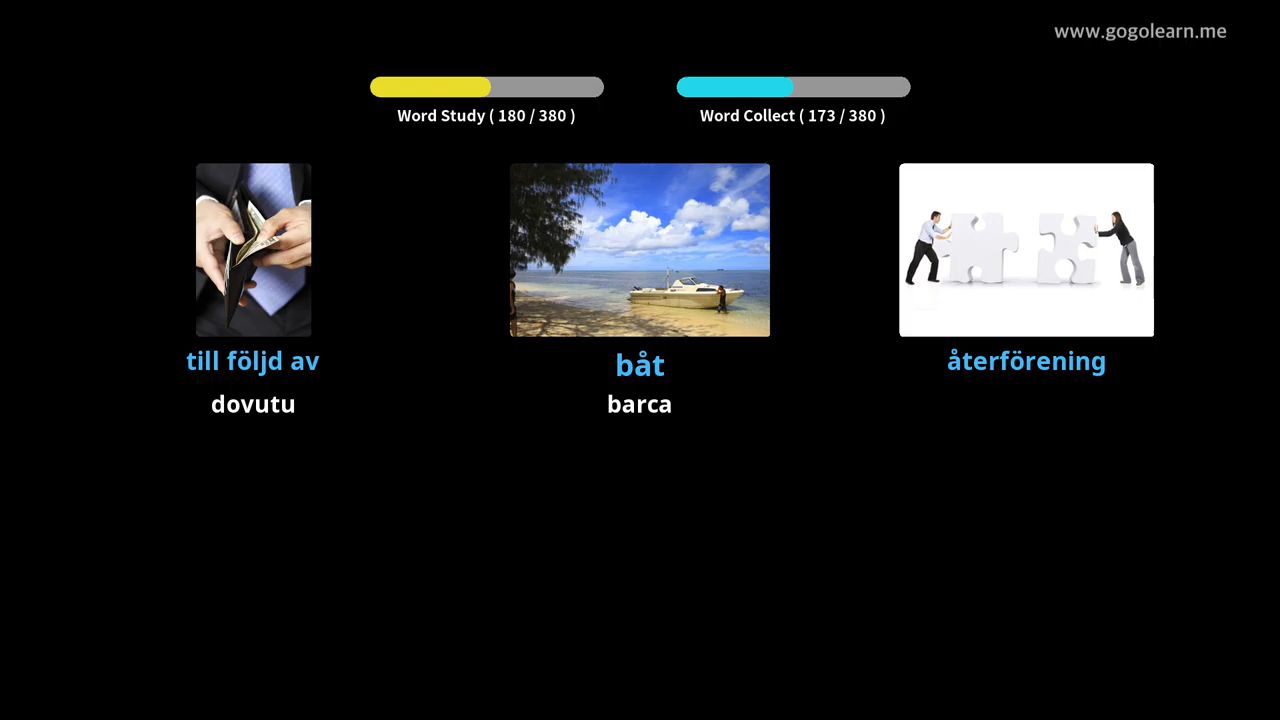 www.gogolearn.me
Word Study ( 180 / 380 )
Word Collect ( 173 / 380 )
till följd av
båt
återförening
dovutu
barca